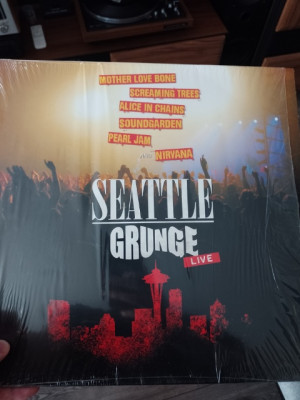 MOTHER LOVE BONE
SCREAMING TREES
ALICE IN CHAINS
SOUNDGARDEN
PEARL JAM
NIRVANA
SEATTLE
GRUNGE
LIVE